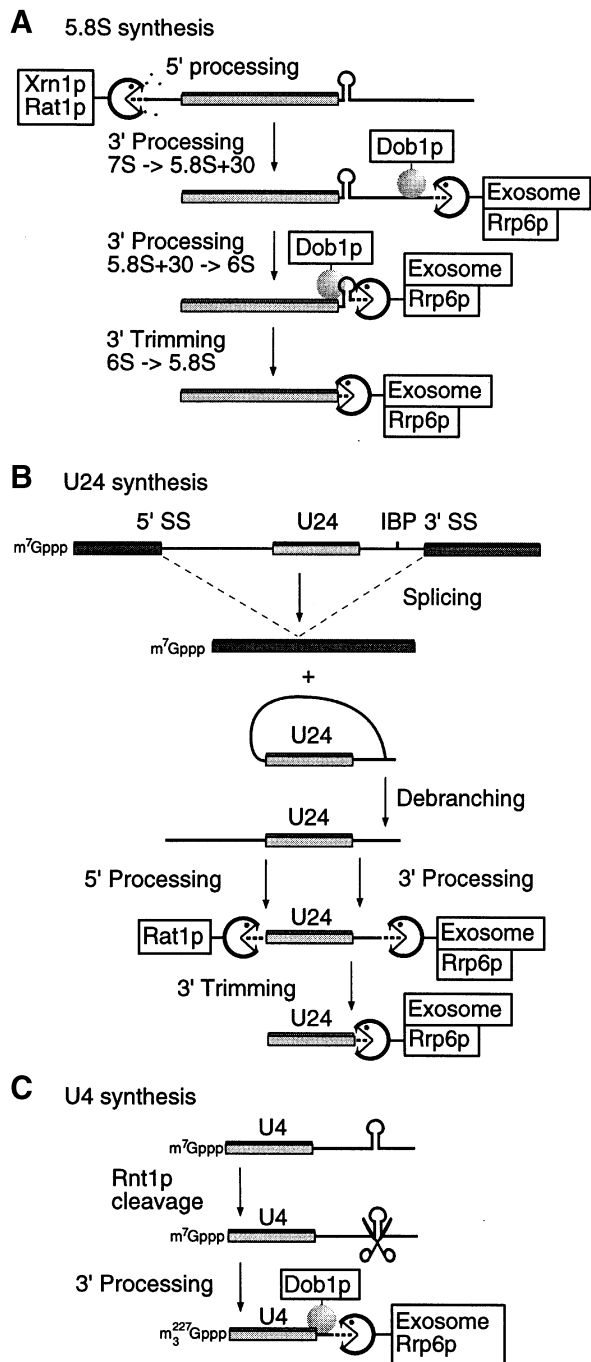 A 5.8S synthesis
5' processing
Xrn1p
Rat1p
3' Processing
7S -> 5.8S+30
Dob1p
Exosome
Rrp6p
3' Processing
5.8S+30 -> 6S
Dob1p
Exosome
Rrp6p
3' Trimming
6S -> 5.8S
Exosome
Rrp6p
B U24 synthesis
5' SS U24 IBP 3' SS
m⁷Gppp
Splicing
m⁷Gppp
+
U24
Debranching
U24
5' Processing 3' Processing
U24
Rat1p
Exosome
Rrp6p
3' Trimming
U24
Exosome
Rrp6p
C U4 synthesis
U4
m⁷Gppp
Rnt1p
cleavage
U4
m⁷Gppp
3' Processing
Dob1p
U4
m₃²²⁷Gppp
Exosome
Rrp6p